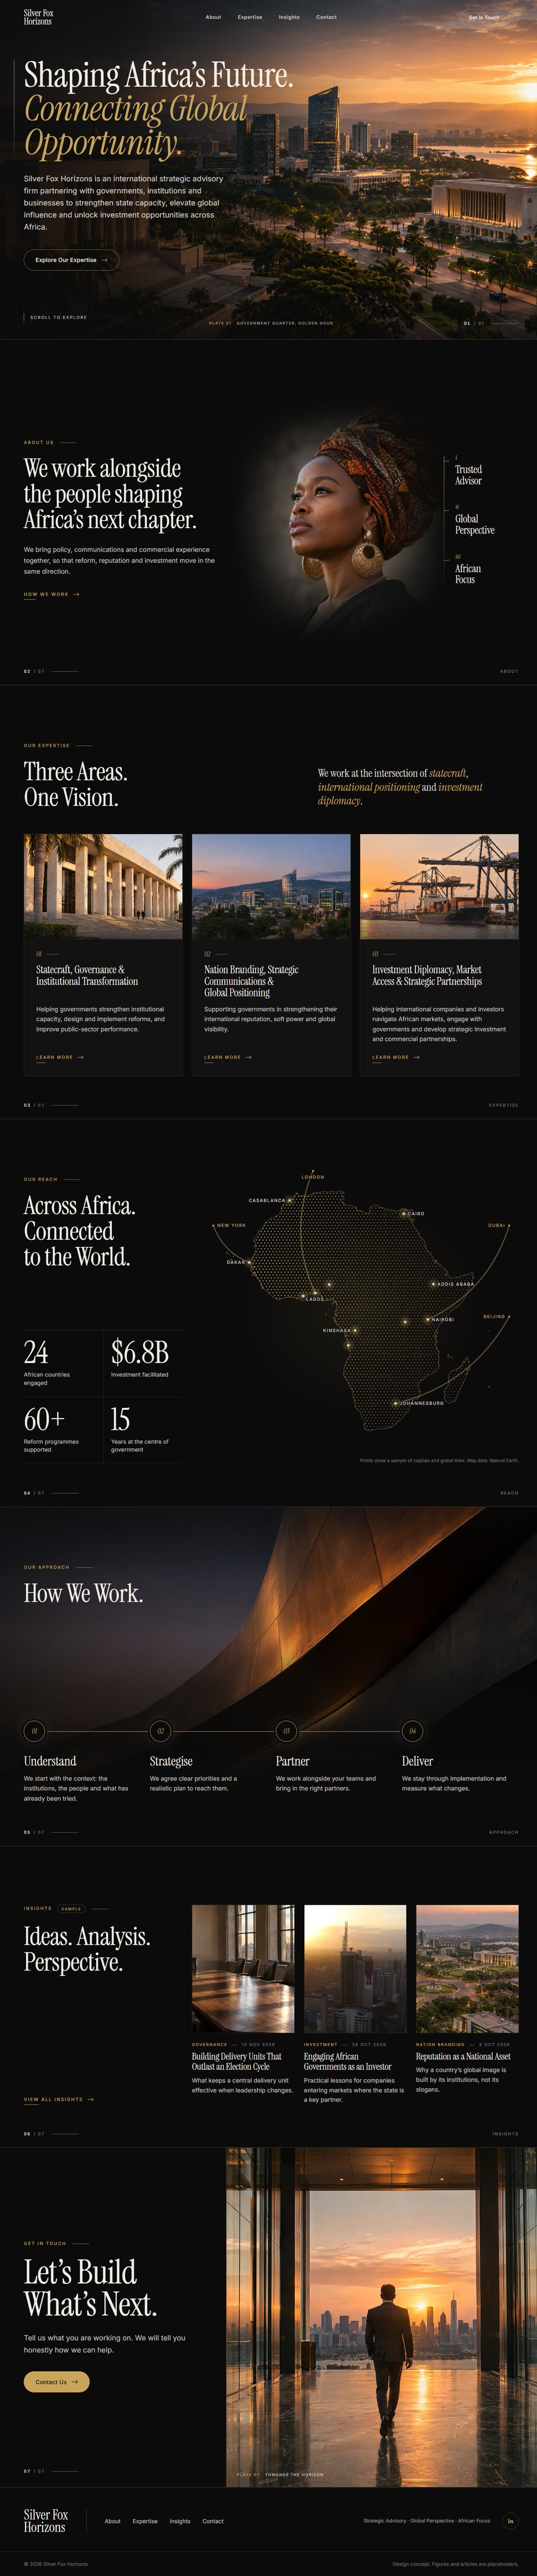 Silver Fox
Horizons
About
Expertise
Insights
Contact
Get in Touch
Shaping Africa's Future.
Connecting Global
Opportunity.
Silver Fox Horizons is an international strategic advisory
firm partnering with governments, institutions and
businesses to strengthen state capacity, elevate global
influence and unlock investment opportunities across
Africa.
Explore Our Expertise →
SCROLL TO EXPLORE
PLATE 01 GOVERNMENT QUARTER, GOLDEN HOUR
01 / 07
ABOUT US
We work alongside
the people shaping
Africa's next chapter.
We bring policy, communications and commercial experience
together, so that reform, reputation and investment move in the
same direction.
HOW WE WORK →
i
Trusted
Advisor
ii
Global
Perspective
iii
African
Focus
02 / 07
ABOUT
OUR EXPERTISE
Three Areas.
One Vision.
We work at the intersection of statecraft,
international positioning and investment
diplomacy.
01
Statecraft, Governance &
Institutional Transformation
Helping governments strengthen institutional
capacity, design and implement reforms, and
improve public-sector performance.
LEARN MORE →
02
Nation Branding, Strategic
Communications &
Global Positioning
Supporting governments in strengthening their
international reputation, soft power and global
visibility.
LEARN MORE →
03
Investment Diplomacy, Market
Access & Strategic Partnerships
Helping international companies and investors
navigate African markets, engage with
governments and develop strategic investment
and commercial partnerships.
LEARN MORE →
03 / 07
EXPERTISE
OUR REACH
Across Africa.
Connected
to the World.
24
African countries
engaged
$6.8B
Investment facilitated
60+
Reform programmes
supported
15
Years at the centre of
government
LONDON
CASABLANCA
CAIRO
NEW YORK
DUBAI
DAKAR
ADDIS ABABA
LAGOS
BEIJING
NAIROBI
KINSHASA
JOHANNESBURG
Points show a sample of capitals and global links. Map data: Natural Earth.
04 / 07
REACH
OUR APPROACH
How We Work.
01
Understand
We start with the context: the
institutions, the people and what has
already been tried.
02
Strategise
We agree clear priorities and a
realistic plan to reach them.
03
Partner
We work alongside your teams and
bring in the right partners.
04
Deliver
We stay through implementation and
measure what changes.
05 / 07
APPROACH
INSIGHTS
SAMPLE
Ideas. Analysis.
Perspective.
VIEW ALL INSIGHTS →
GOVERNANCE — 12 NOV 2026
Building Delivery Units That
Outlast an Election Cycle
What keeps a central delivery unit
effective when leadership changes.
INVESTMENT — 28 OCT 2026
Engaging African
Governments as an Investor
Practical lessons for companies
entering markets where the state is
a key partner.
NATION BRANDING — 9 OCT 2026
Reputation as a National Asset
Why a country's global image is
built by its institutions, not its
slogans.
06 / 07
INSIGHTS
GET IN TOUCH
Let's Build
What's Next.
Tell us what you are working on. We will tell you
honestly how we can help.
Contact Us →
07 / 07
TOWARDS THE HORIZON
Silver Fox
Horizons
About
Expertise
Insights
Contact
Strategic Advisory · Global Perspective · African Focus
in
© 2026 Silver Fox Horizons
Design concept. Figures and articles are placeholders.